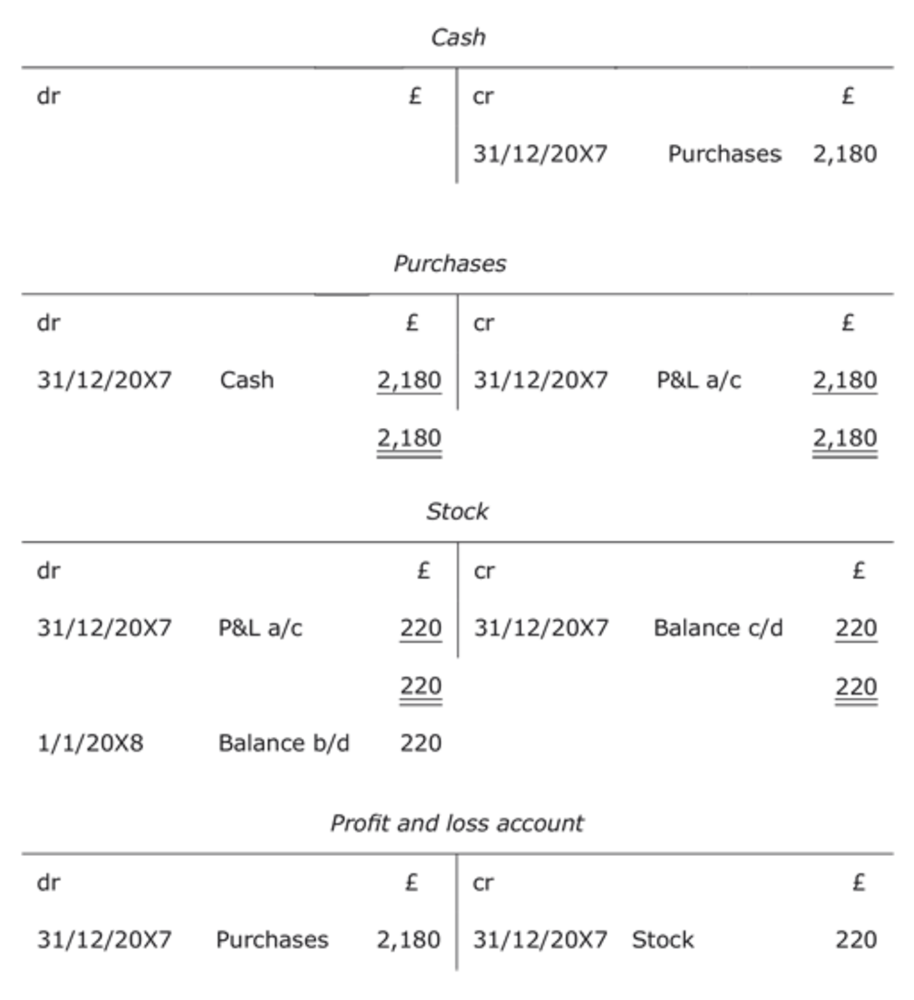 Cash
dr £ cr £
31/12/20X7 Purchases 2,180
Purchases
dr £ cr £
31/12/20X7 Cash 2,180 31/12/20X7 P&L a/c 2,180
2,180 2,180
Stock
dr £ cr £
31/12/20X7 P&L a/c 220 31/12/20X7 Balance c/d 220
220 220
1/1/20X8 Balance b/d 220
Profit and loss account
dr £ cr £
31/12/20X7 Purchases 2,180 31/12/20X7 Stock 220